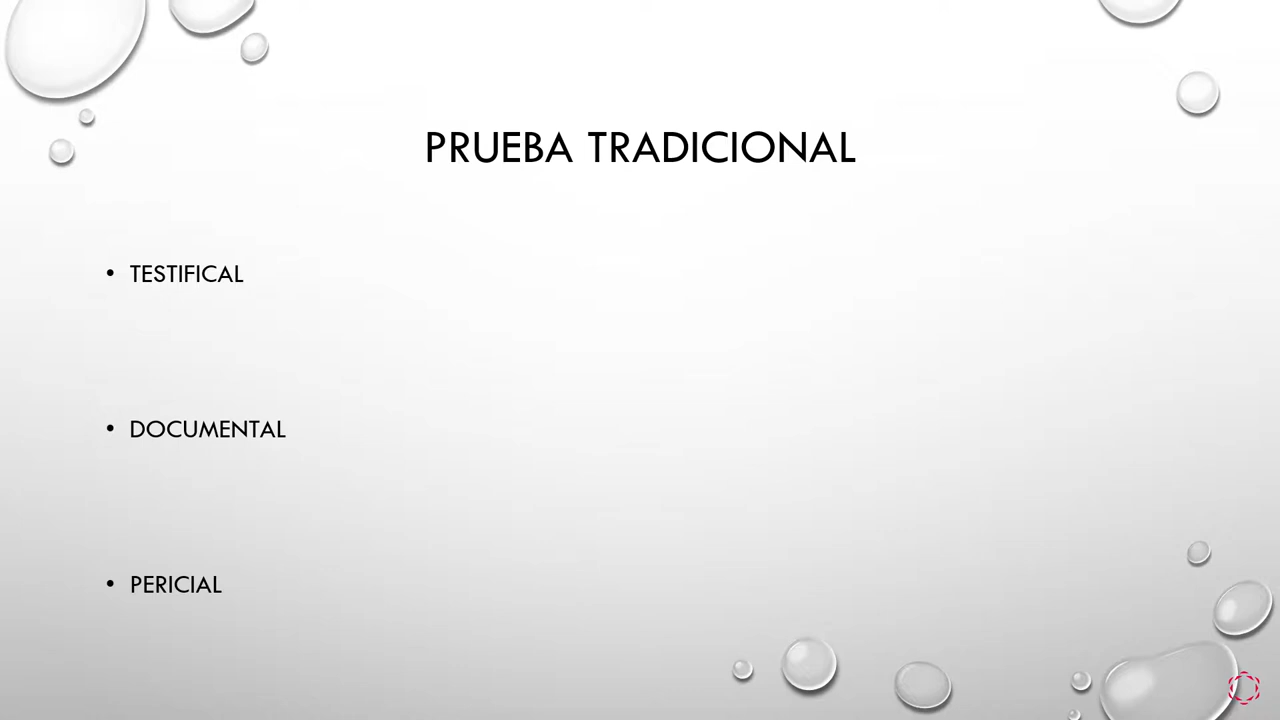 PRUEBA TRADICIONAL
• TESTIFICAL
• DOCUMENTAL
• PERICIAL